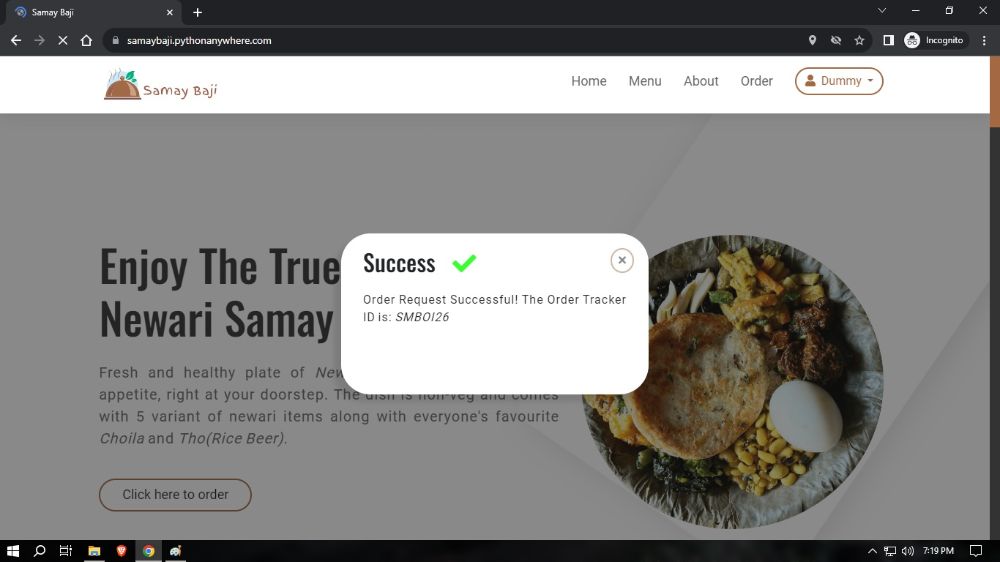 Samay Baji
samaybaji.pythonanywhere.com
Incognito
Samay Baji
Home Menu About Order Dummy
Success
Order Request Successful! The Order Tracker
ID is: SMBOI26
Enjoy The True
Newari Samay
Fresh and healthy plate of New
appetite, right at your doorstep. The dish is non-veg and comes
with 5 variant of newari items along with everyone's favourite
Choila and Tho(Rice Beer).
Click here to order
7:19 PM